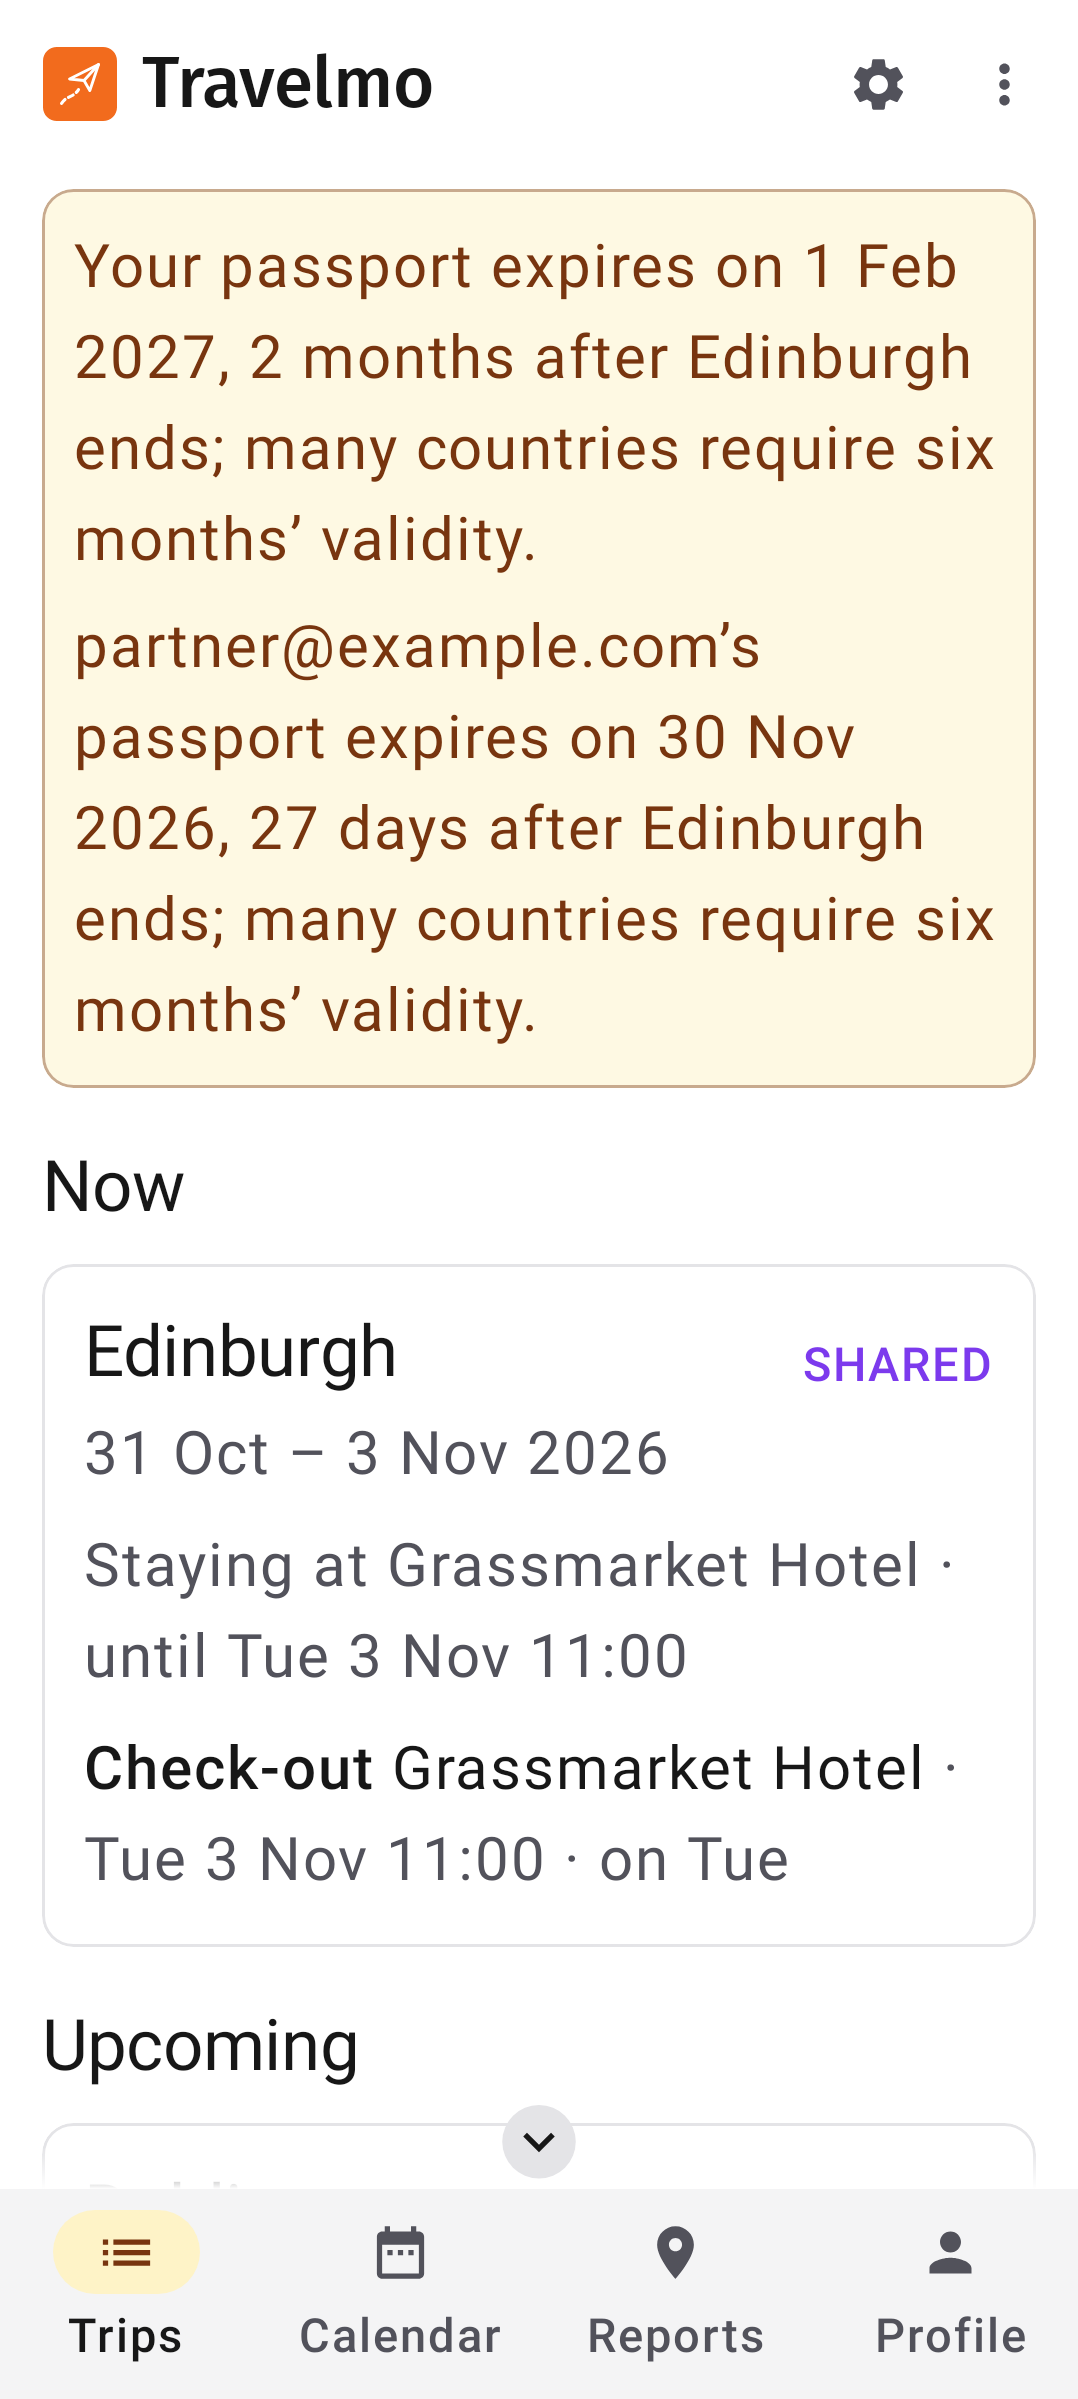 Travelmo
Your passport expires on 1 Feb
2027, 2 months after Edinburgh
ends; many countries require six
months’ validity.
partner@example.com’s
passport expires on 30 Nov
2026, 27 days after Edinburgh
ends; many countries require six
months’ validity.
Now
Edinburgh
SHARED
31 Oct – 3 Nov 2026
Staying at Grassmarket Hotel ·
until Tue 3 Nov 11:00
Check-out Grassmarket Hotel ·
Tue 3 Nov 11:00 · on Tue
Upcoming
Trips
Calendar
Reports
Profile